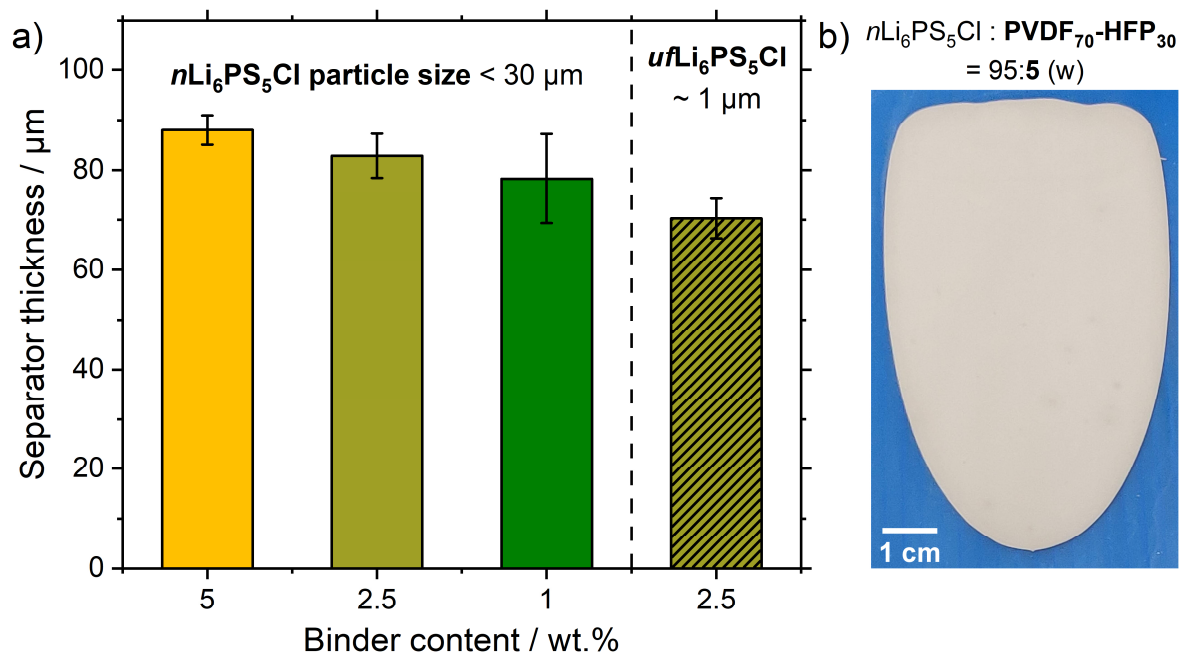 a)
nLi₆PS₅Cl particle size < 30 µm
ufLi₆PS₅Cl
~ 1 µm
Separator thickness / µm
100
80
60
40
20
0
5
2.5
1
2.5
Binder content / wt.%
b)
nLi₆PS₅Cl : PVDF₇₀-HFP₃₀
= 95:5 (w)
1 cm